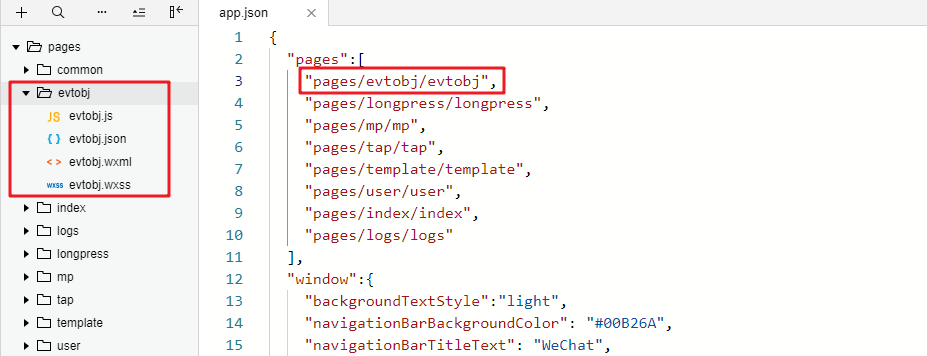 pages
common
evtobj
JS evtobj.js
{ } evtobj.json
< > evtobj.wxml
WXSS evtobj.wxss
index
logs
longpress
mp
tap
template
user
app.json
1 {
2 "pages":[
3 "pages/evtobj/evtobj",
4 "pages/longpress/longpress",
5 "pages/mp/mp",
6 "pages/tap/tap",
7 "pages/template/template",
8 "pages/user/user",
9 "pages/index/index",
10 "pages/logs/logs"
11 ],
12 "window":{
13 "backgroundTextStyle":"light",
14 "navigationBarBackgroundColor": "#00B26A",
15 "navigationBarTitleText": "WeChat",